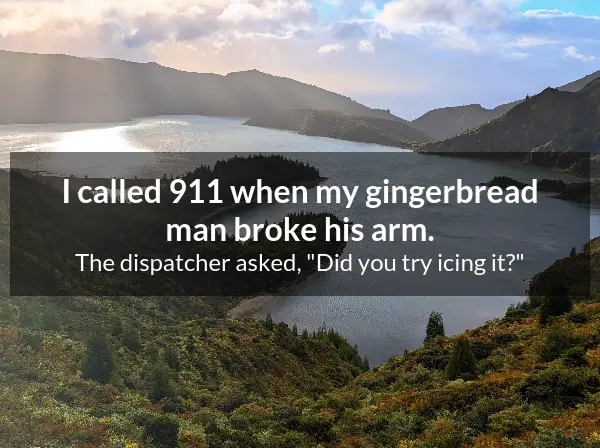 I called 911 when my gingerbread
man broke his arm.
The dispatcher asked, "Did you try icing it?"